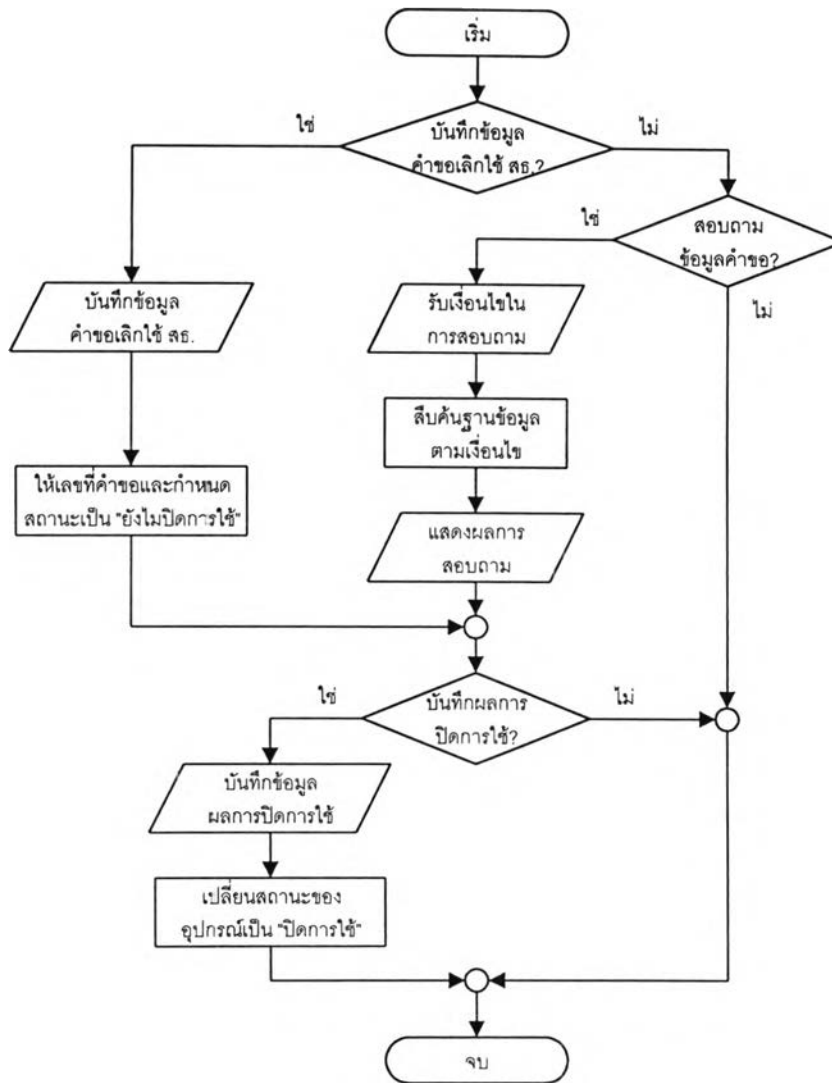 เริ่ม
ใช่
บันทึกข้อมูล
คำขอเลิกใช้ สธ.?
ไม่
ใช่
สอบถาม
ข้อมูลคำขอ?
ไม่
บันทึกข้อมูล
คำขอเลิกใช้ สธ.
รับเงื่อนไขใน
การสอบถาม
สืบค้นฐานข้อมูล
ตามเงื่อนไข
ให้เลขที่คำขอและกำหนด
สถานะเป็น "ยังไม่ปิดการใช้"
แสดงผลการ
สอบถาม
ใช่
บันทึกผลการ
ปิดการใช้?
ไม่
บันทึกข้อมูล
ผลการปิดการใช้
เปลี่ยนสถานะของ
อุปกรณ์เป็น "ปิดการใช้"
จบ